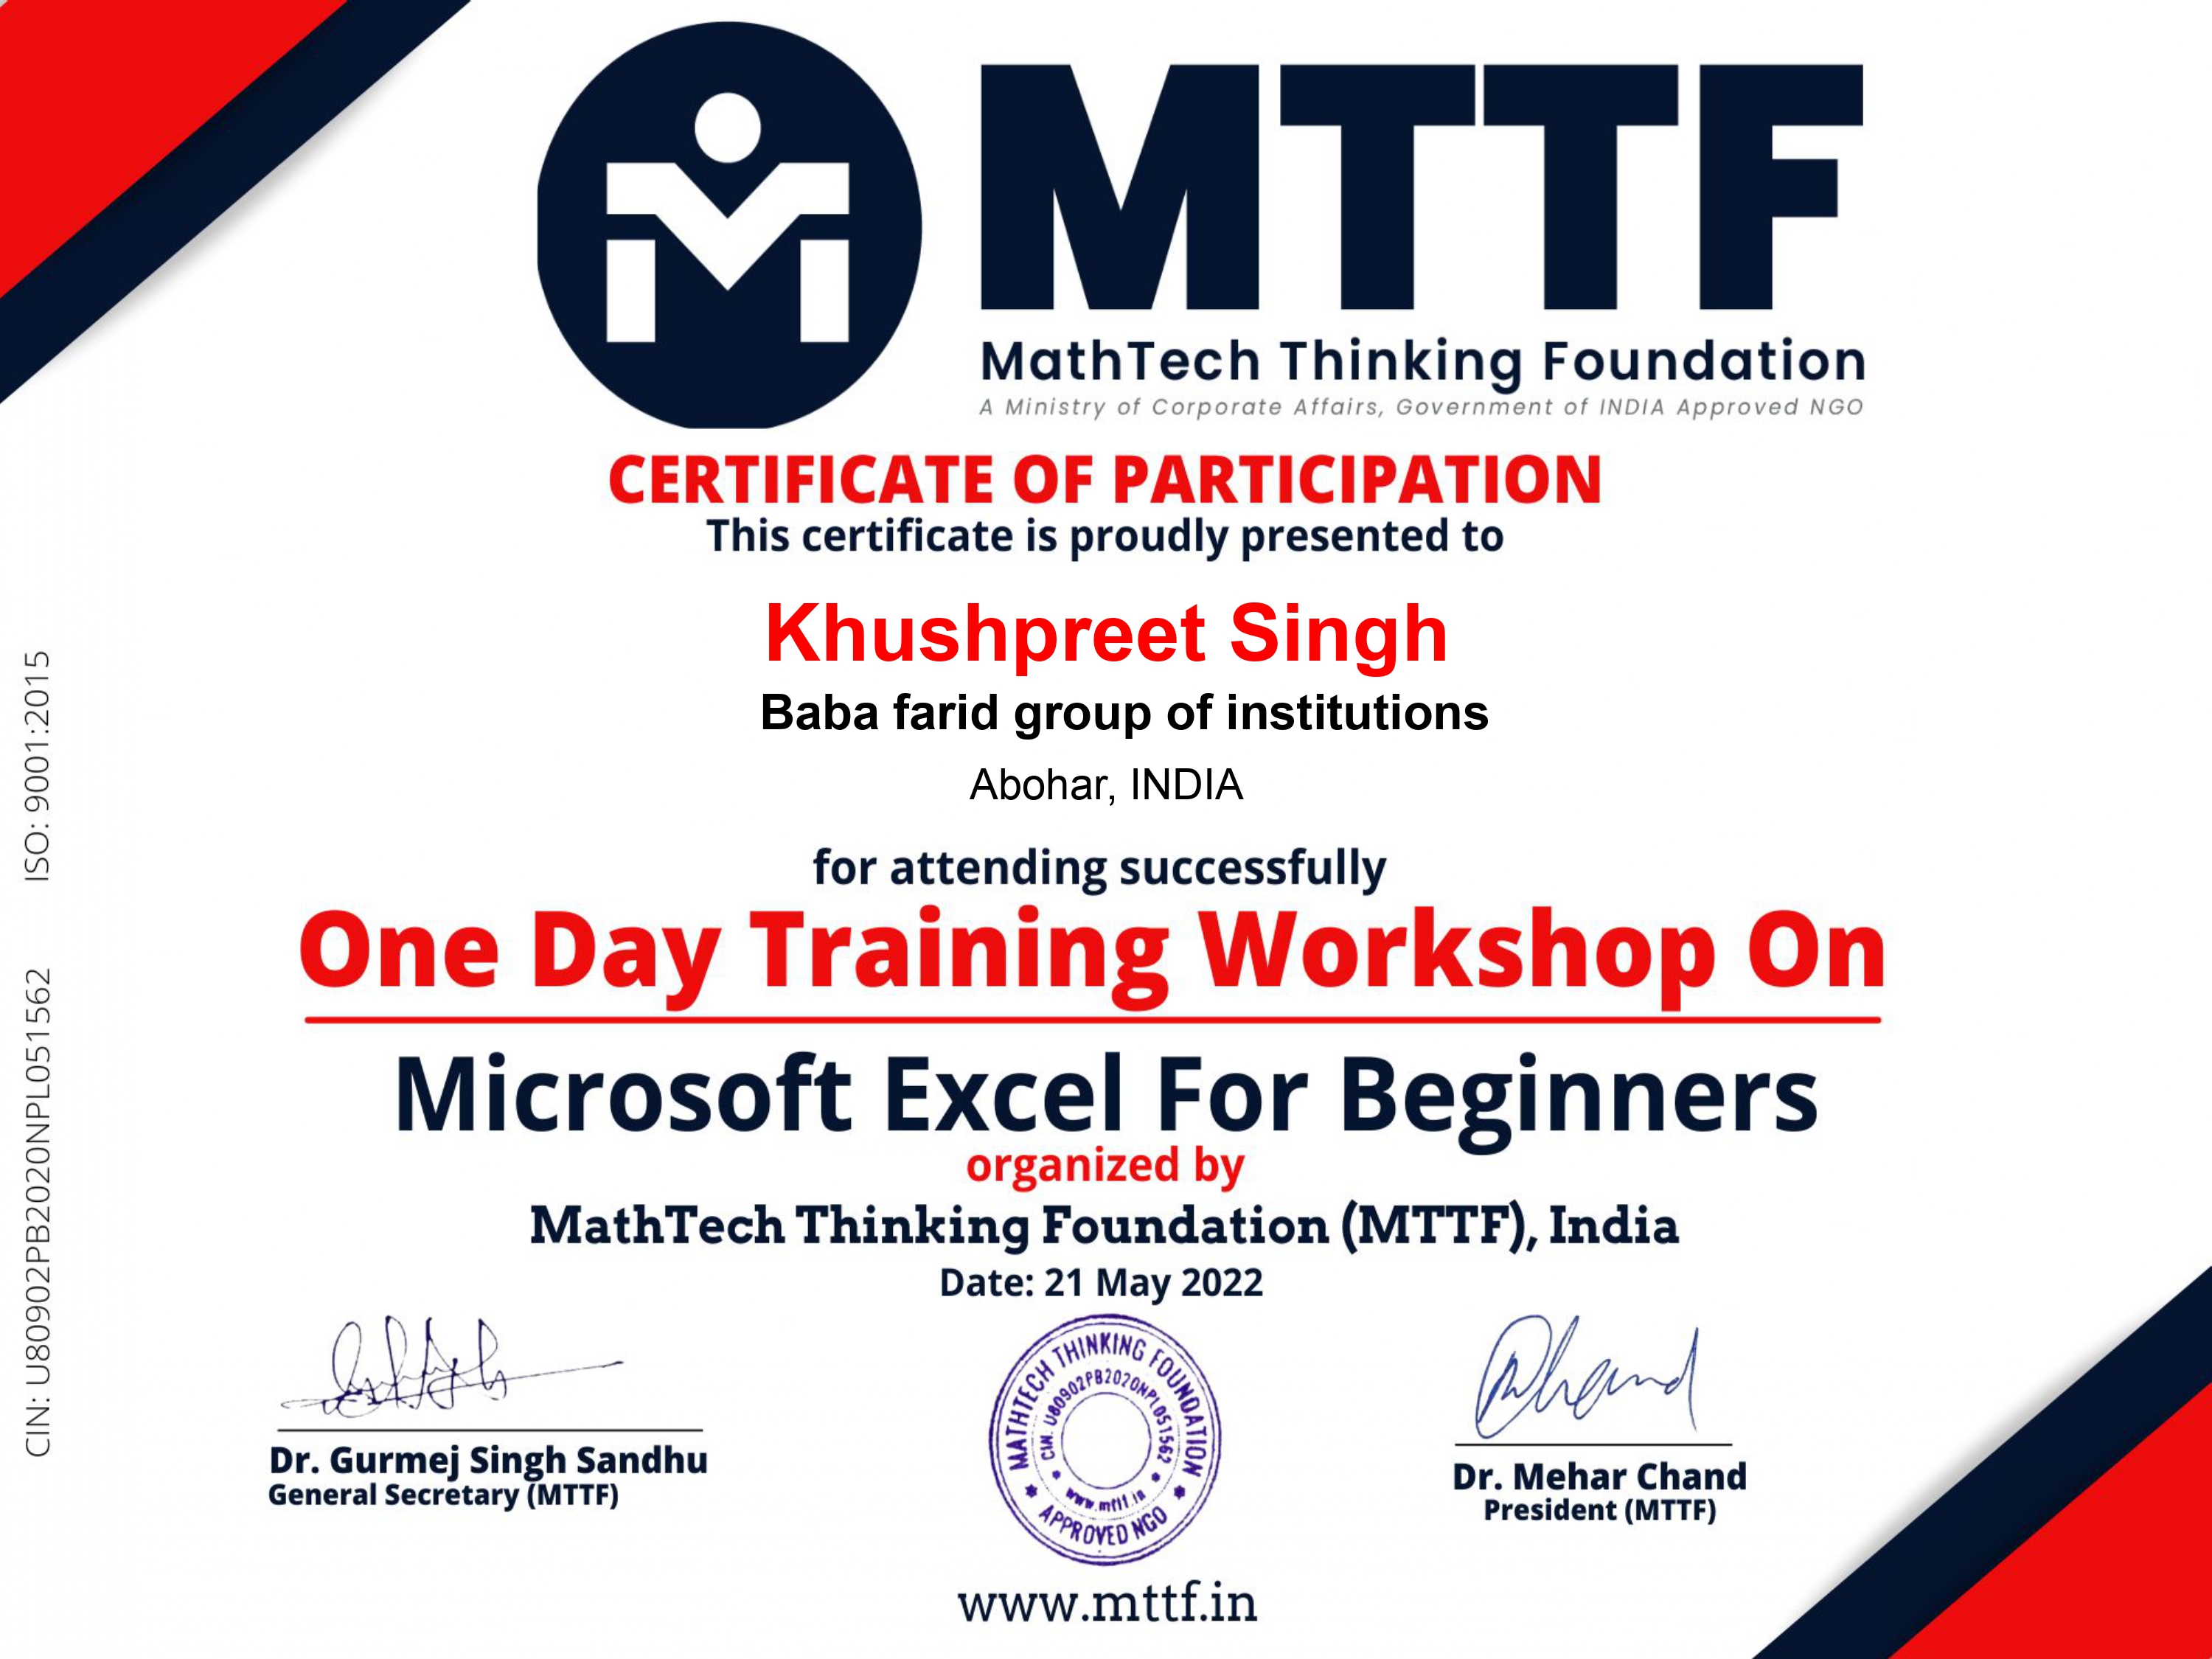 MTTF
MathTech Thinking Foundation
A Ministry of Corporate Affairs, Government of INDIA Approved NGO
CERTIFICATE OF PARTICIPATION
This certificate is proudly presented to
Khushpreet Singh
Baba farid group of institutions
Abohar, INDIA
for attending successfully
One Day Training Workshop On
Microsoft Excel For Beginners
organized by
MathTech Thinking Foundation (MTTF), India
Date: 21 May 2022
Dr. Gurmej Singh Sandhu
General Secretary (MTTF)
MATHTECH THINKING FOUNDATION
CIN. U80902PB2020NPL051562
www.mttf.in
APPROVED NGO
Dr. Mehar Chand
President (MTTF)
www.mttf.in
CIN: U80902PB2020NPL051562 ISO: 9001:2015